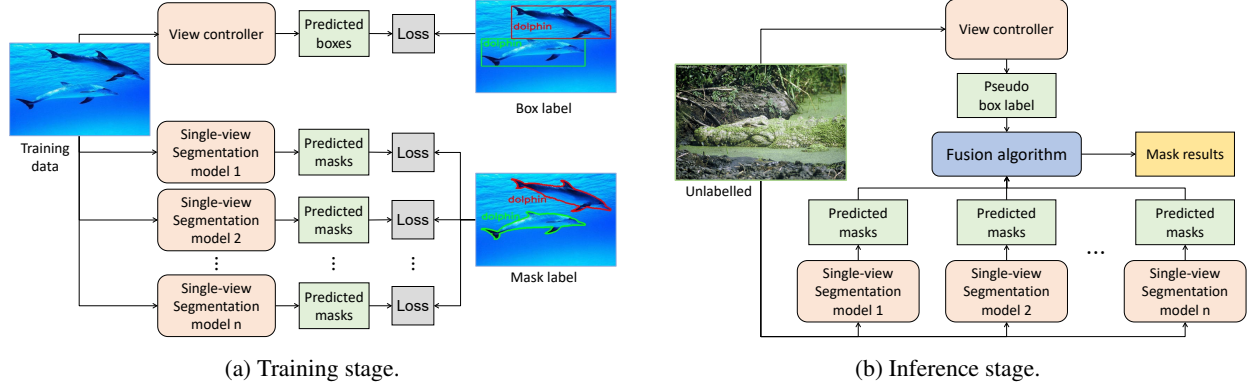 View controller
Predicted
boxes
Loss
dolphin
dolphin
Box label
Training
data
Single-view
Segmentation
model 1
Predicted
masks
Loss
Single-view
Segmentation
model 2
Predicted
masks
Loss
dolphin
dolphin
Mask label
...
...
...
Single-view
Segmentation
model n
Predicted
masks
Loss
(a) Training stage.
View controller
Pseudo
box label
Fusion algorithm
Mask results
Unlabelled
Predicted
masks
Predicted
masks
...
Predicted
masks
Single-view
Segmentation
model 1
Single-view
Segmentation
model 2
Single-view
Segmentation
model n
(b) Inference stage.